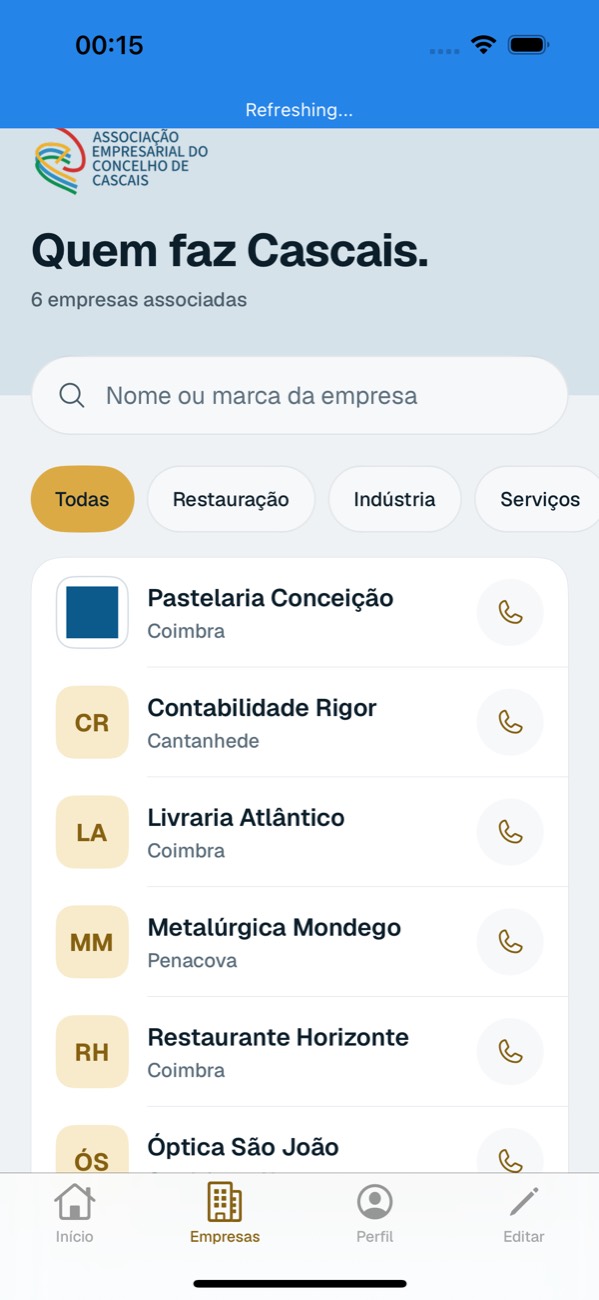 00:15
Refreshing...
ASSOCIAÇÃO
EMPRESARIAL DO
CONCELHO DE
CASCAIS
Quem faz Cascais.
6 empresas associadas
Nome ou marca da empresa
Todas
Restauração
Indústria
Serviços
Pastelaria Conceição
Coimbra
CR
Contabilidade Rigor
Cantanhede
LA
Livraria Atlântico
Coimbra
MM
Metalúrgica Mondego
Penacova
RH
Restaurante Horizonte
Coimbra
ÓS
Óptica São João
Início
Empresas
Perfil
Editar